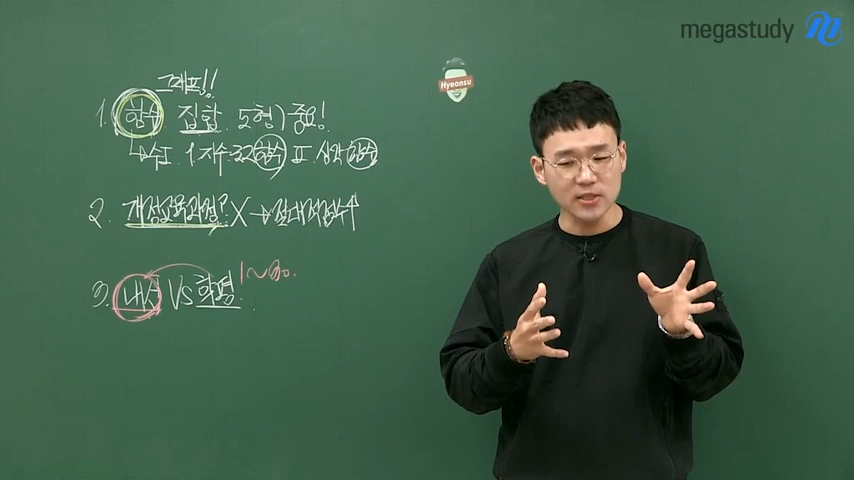 megastudy
Hyeonsu
그래핑!!
1. 함수 집합. 5형) 중요!
↳수I. 1. 지수·로그함수 II 삼각함수
2. 개정교육과정? X →
3. 내신 VS 학평 1~80.